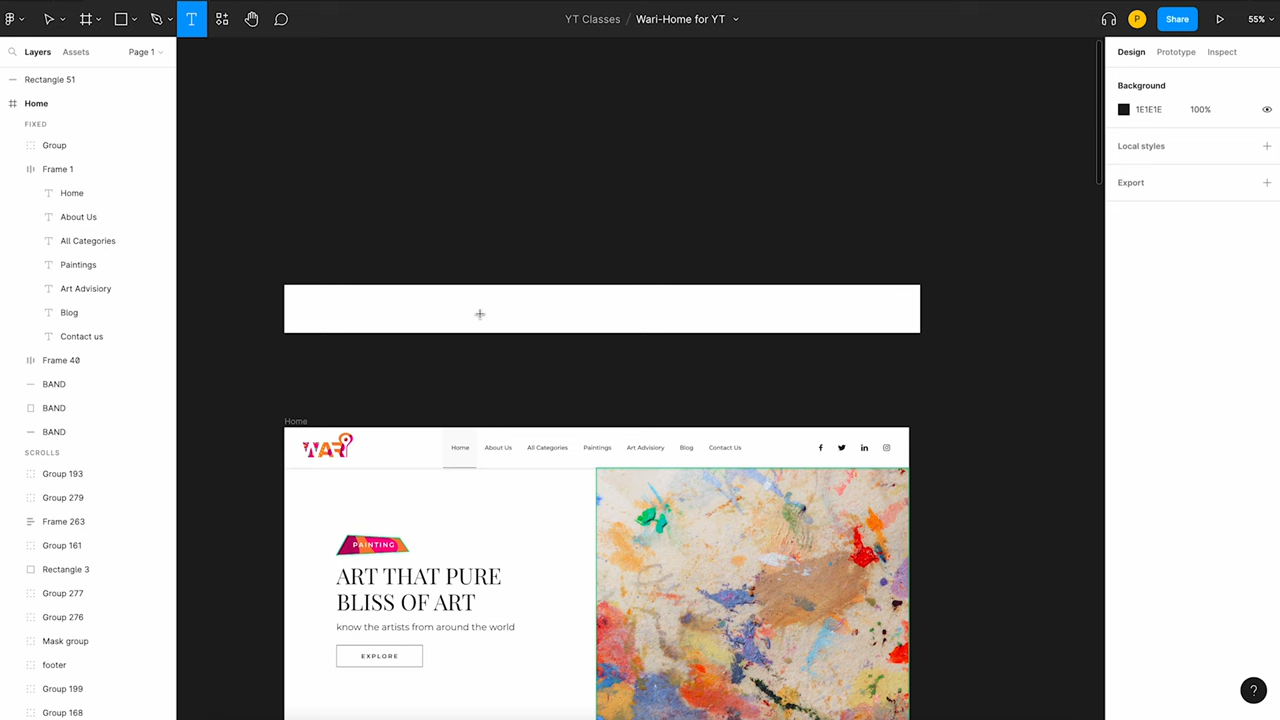 T
YT Classes / Wari-Home for YT
P
Share
55%
Layers
Assets
Page 1
Design
Prototype
Inspect
Rectangle 51
Home
FIXED
Group
Frame 1
Home
About Us
All Categories
Paintings
Art Advisiory
Blog
Contact us
Frame 40
BAND
BAND
BAND
SCROLLS
Group 193
Group 279
Frame 263
Group 161
Rectangle 3
Group 277
Group 276
Mask group
footer
Group 199
Group 168
Background
1E1E1E
100%
Local styles
Export
Home
WARI
Home
About Us
All Categories
Paintings
Art Advisiory
Blog
Contact Us
PAINTING
ART THAT PURE
BLISS OF ART
know the artists from around the world
EXPLORE
?